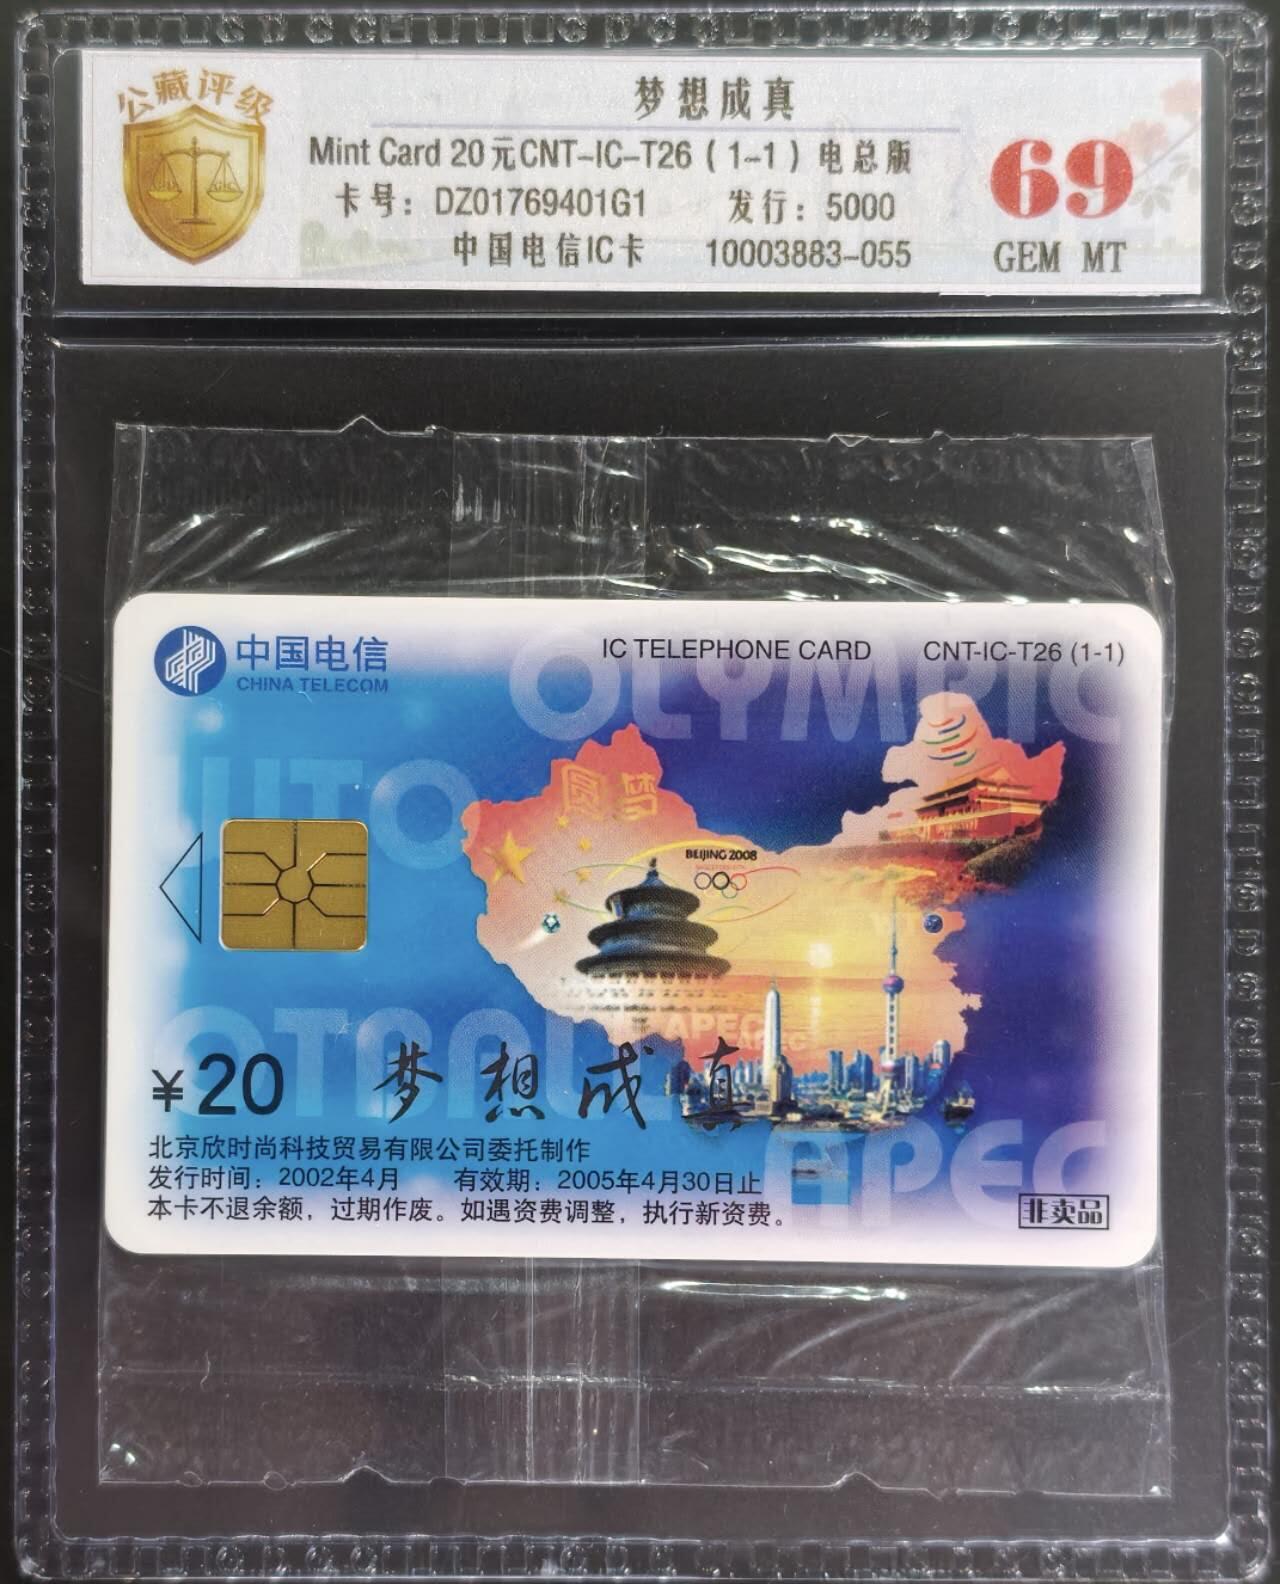 公藏评级
梦想成真
Mint Card 20元CNT-IC-T26（1-1）电总版
卡号：DZ01769401G1 发行：5000
中国电信IC卡 10003883-055
69
GEM MT
中国电信
CHINA TELECOM
IC TELEPHONE CARD CNT-IC-T26 (1-1)
OLYMPIC
圆梦
BEIJING 2008
APEC
APEC
¥20 梦想成真
APEC
北京欣时尚科技贸易有限公司委托制作
发行时间：2002年4月 有效期：2005年4月30日止
本卡不退余额，过期作废。如遇资费调整，执行新资费。
非卖品